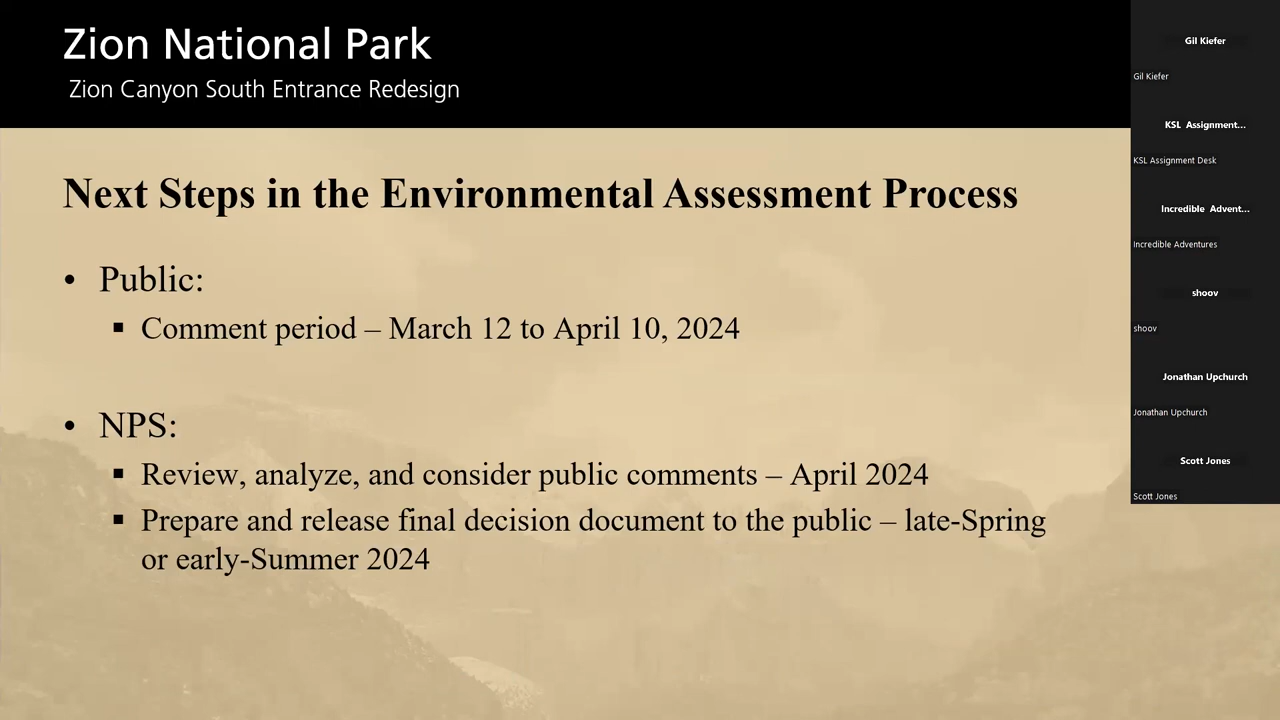 Zion National Park
Zion Canyon South Entrance Redesign
Next Steps in the Environmental Assessment Process
• Public:
▪ Comment period – March 12 to April 10, 2024
• NPS:
▪ Review, analyze, and consider public comments – April 2024
▪ Prepare and release final decision document to the public – late-Spring
or early-Summer 2024
Gil Kiefer
Gil Kiefer
KSL Assignment...
KSL Assignment Desk
Incredible Advent...
Incredible Adventures
shoov
shoov
Jonathan Upchurch
Jonathan Upchurch
Scott Jones
Scott Jones